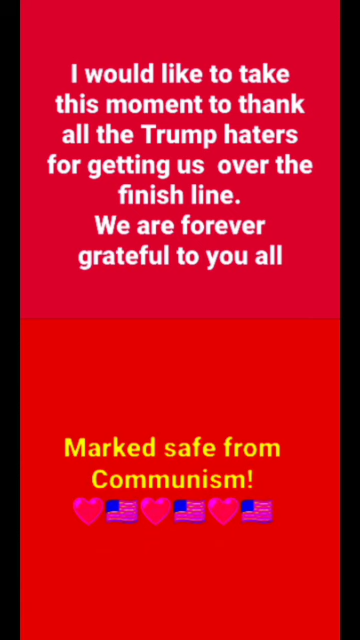 I would like to take
this moment to thank
all the Trump haters
for getting us  over the
finish line.
We are forever
grateful to you all
Marked safe from
Communism!
💗🇺🇸💗🇺🇸💗🇺🇸